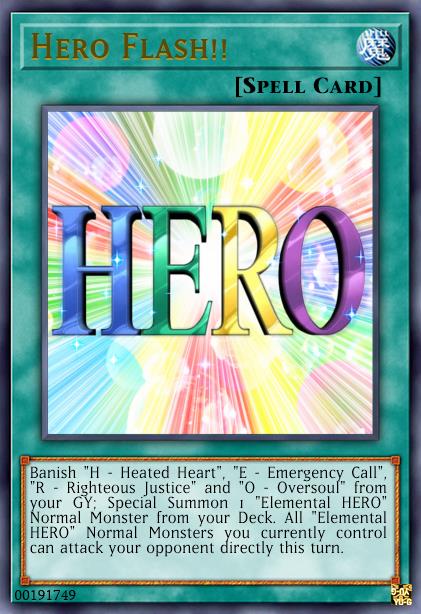 HERO FLASH!!
魔
[SPELL CARD]
HERO
Banish "H - Heated Heart", "E - Emergency Call",
"R - Righteous Justice" and "O - Oversoul" from
your GY; Special Summon 1 "Elemental HERO"
Normal Monster from your Deck. All "Elemental
HERO" Normal Monsters you currently control
can attack your opponent directly this turn.
00191749